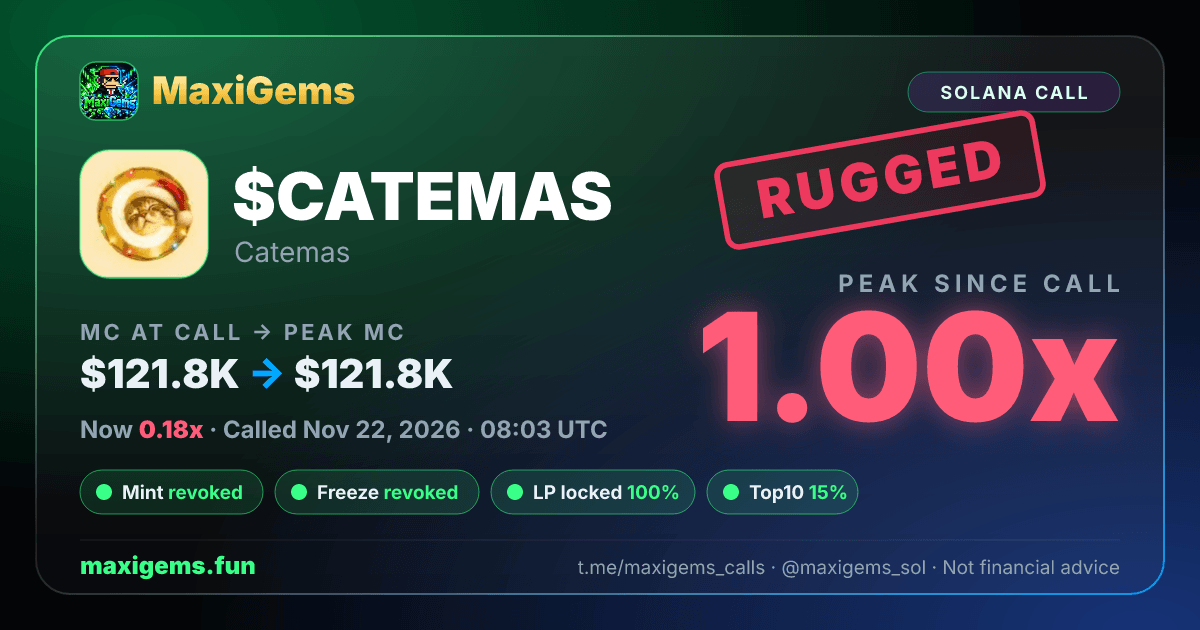 MaxiGems
MaxiGems
SOLANA CALL
RUGGED
$CATEMAS
Catemas
PEAK SINCE CALL
1.00x
MC AT CALL → PEAK MC
$121.8K → $121.8K
Now 0.18x · Called Nov 22, 2026 · 08:03 UTC
Mint revoked
Freeze revoked
LP locked 100%
Top10 15%
maxigems.fun
t.me/maxigems_calls · @maxigems_sol · Not financial advice